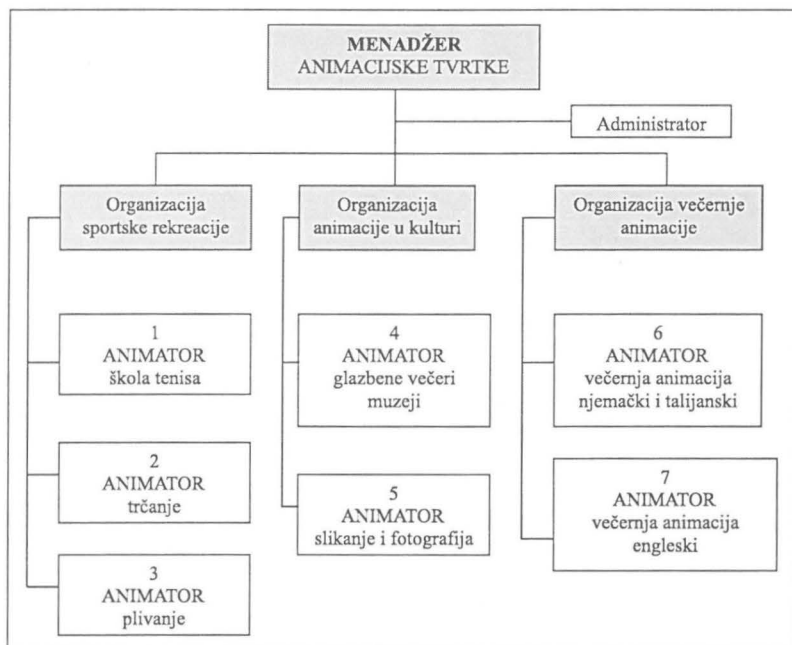 MENADŽER
ANIMACIJSKE TVRTKE
Administrator
Organizacija
sportske rekreacije
Organizacija
animacije u kulturi
Organizacija večernje
animacije
1
ANIMATOR
škola tenisa
4
ANIMATOR
glazbene večeri
muzeji
6
ANIMATOR
večernja animacija
njemački i talijanski
2
ANIMATOR
trčanje
5
ANIMATOR
slikanje i fotografija
7
ANIMATOR
večernja animacija
engleski
3
ANIMATOR
plivanje